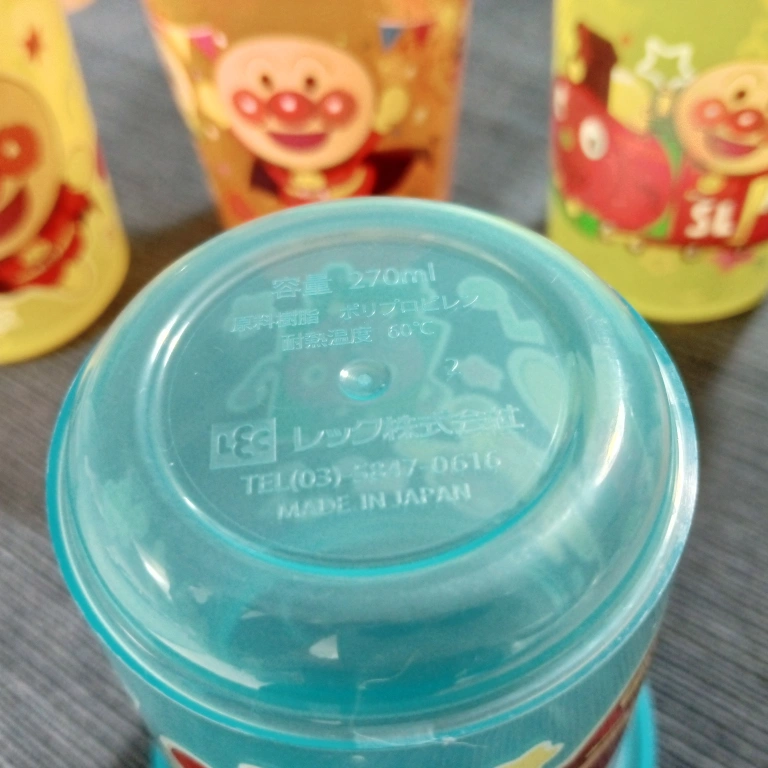 容量 270ml
原料樹脂 ポリプロピレン
耐熱温度 80℃
2
LEC レック株式会社
TEL(03)-5847-0616
MADE IN JAPAN